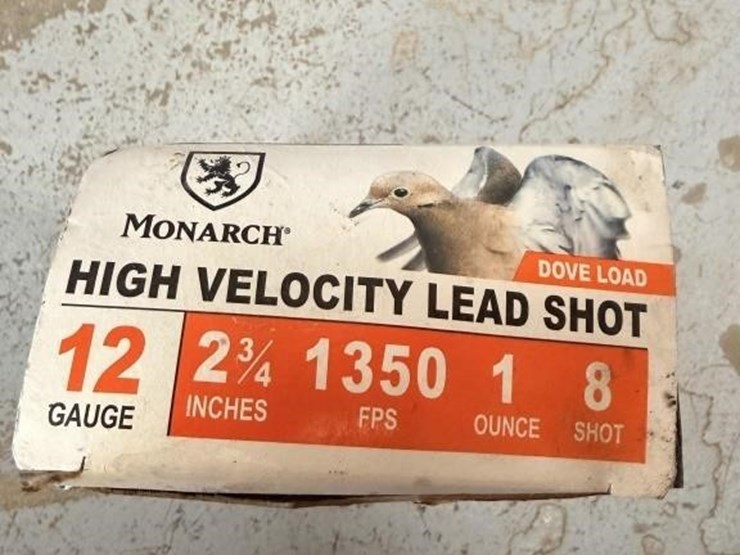 MONARCH®
DOVE LOAD
HIGH VELOCITY LEAD SHOT
12 2¾ 1350 1 8
GAUGE INCHES FPS OUNCE SHOT